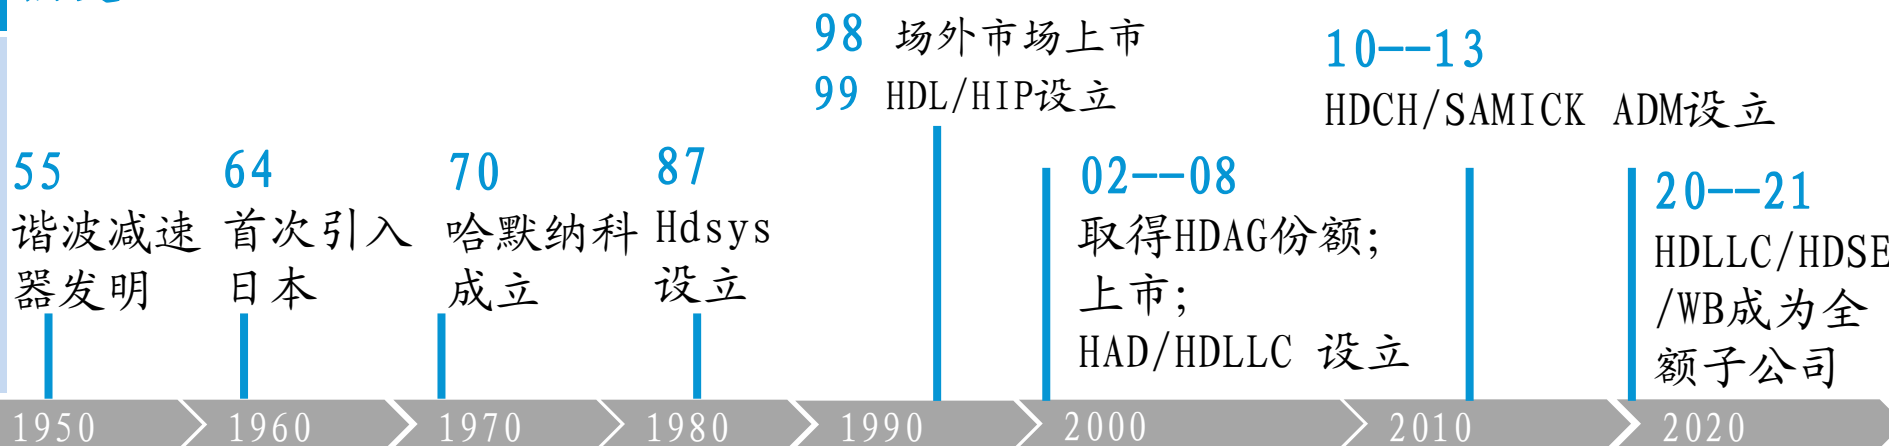 98 场外市场上市
99 HDL/HIP设立
10——13
HDCH/SAMICK ADM设立
55
谐波减速
器发明
64
首次引入
日本
70
哈默纳科
成立
87
Hdsys
设立
02——08
取得HDAG份额；
上市；
HAD/HDLLC 设立
20——21
HDLLC/HDSE
/WB成为全
额子公司
1950
1960
1970
1980
1990
2000
2010
2020